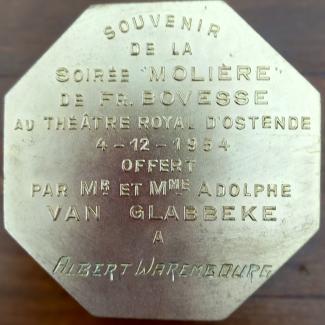 SOUVENIR
DE LA
SOIRÉE "MOLIÈRE"
DE FR. BOVESSE
AU THÉÂTRE ROYAL D'OSTENDE
4-12-1954
OFFERT
PAR MR ET MME ADOLPHE
VAN GLABBEKE
A
ALBERT WAREMBOURG